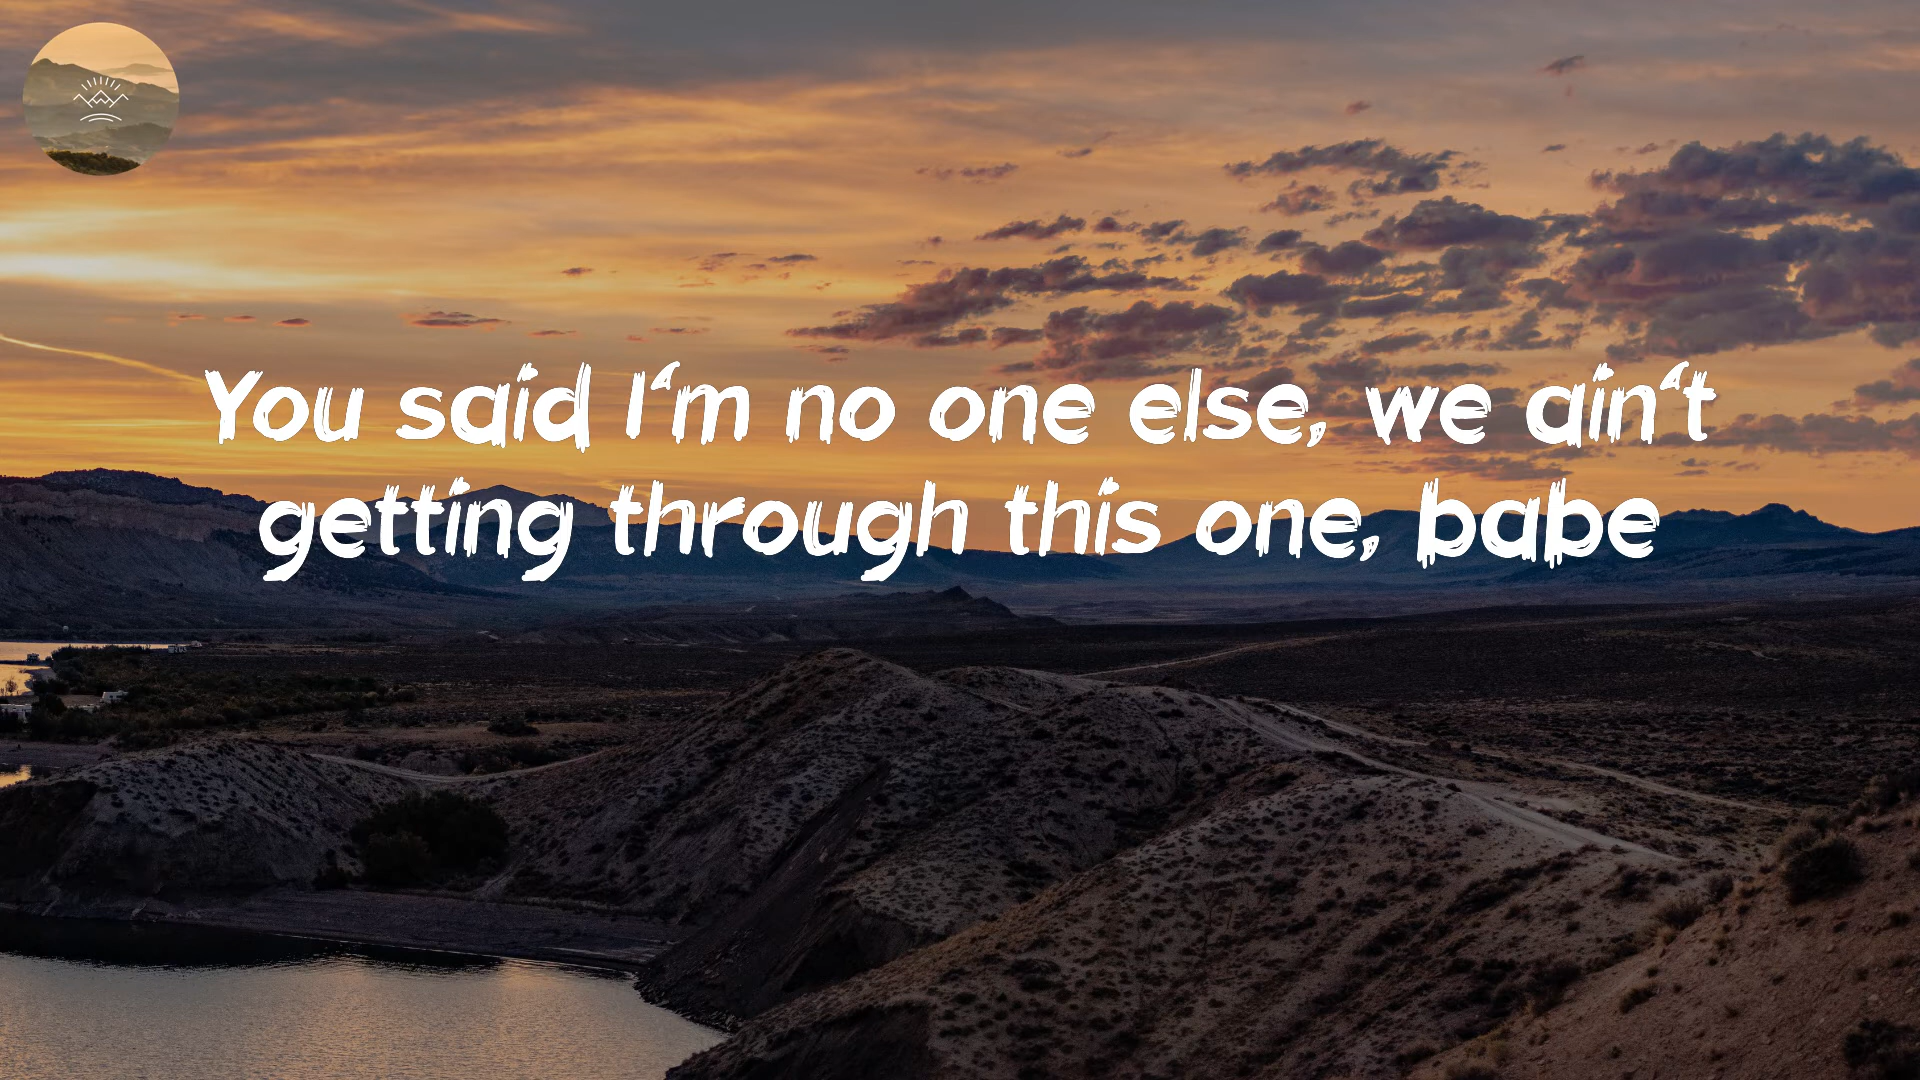 You said I‘m no one else, we ain‘t
getting through this one, babe